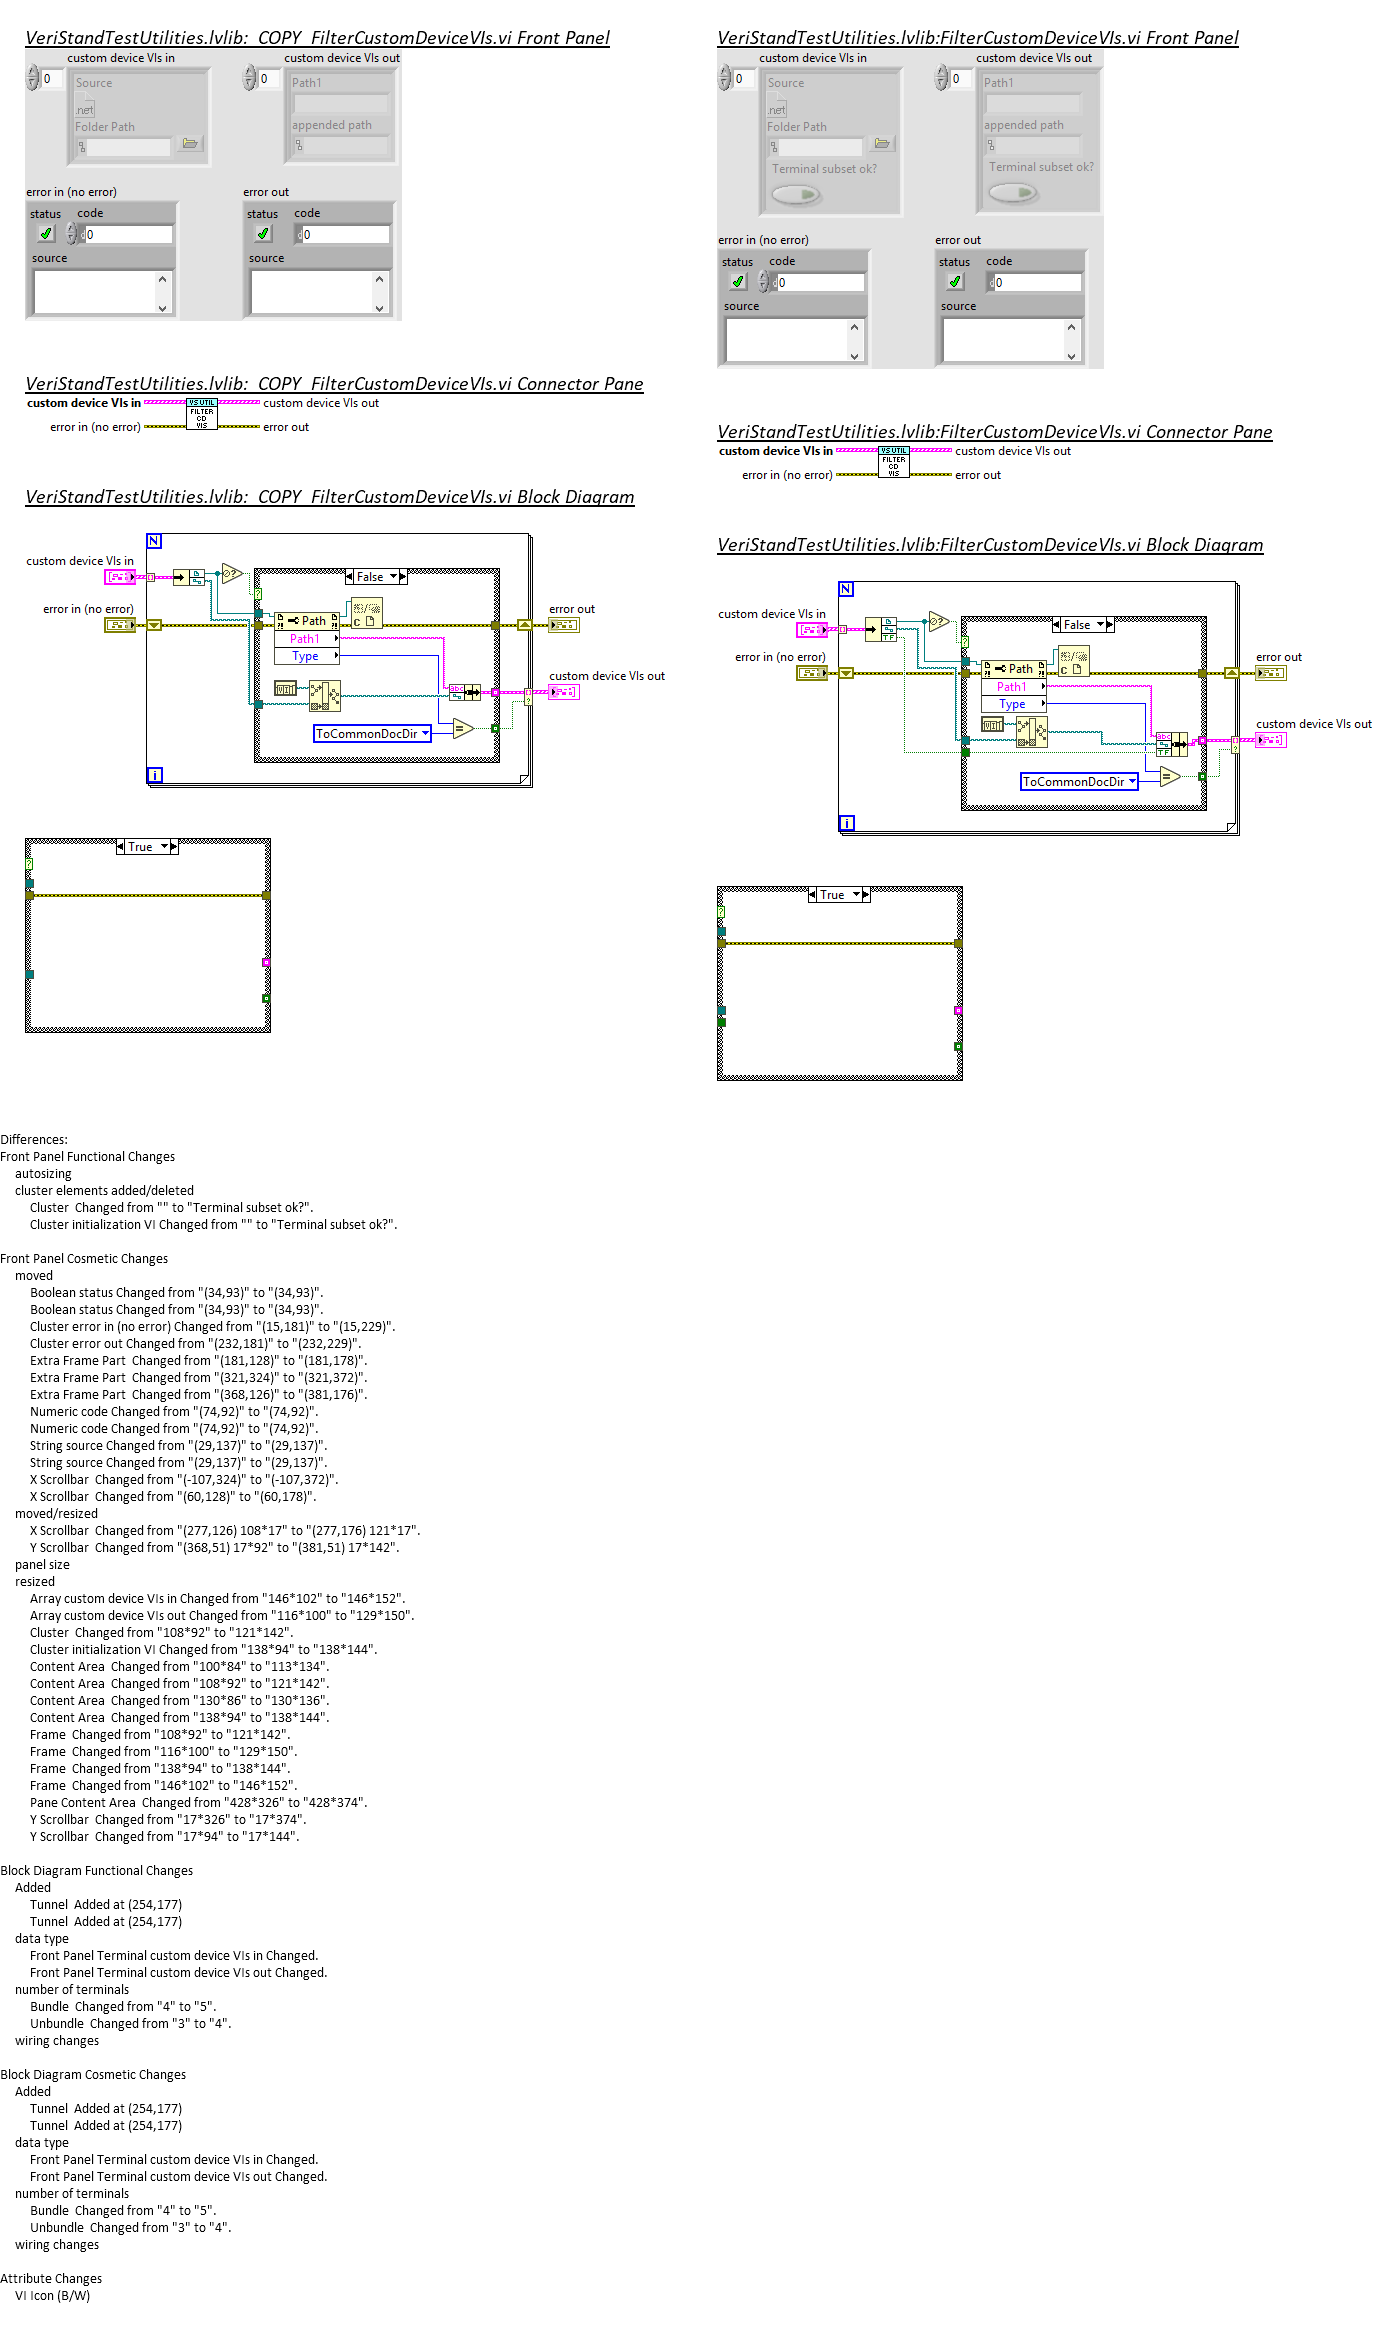 VeriStandTestUtilities.lvlib:_COPY_FilterCustomDeviceVIs.vi Front Panel
custom device VIs in
custom device VIs out
0
Source
.net
Folder Path
0
Path1
appended path
error in (no error)
error out
status code
0
source
status code
0
source
VeriStandTestUtilities.lvlib:_COPY_FilterCustomDeviceVIs.vi Connector Pane
custom device VIs in
VS UTIL
FILTER
CD
VIS
custom device VIs out
error in (no error)
error out
VeriStandTestUtilities.lvlib:_COPY_FilterCustomDeviceVIs.vi Block Diagram
N
custom device VIs in
False
error in (no error)
error out
Path
Path1
Type
custom device VIs out
VI
abc
ToCommonDocDir
i
True
VeriStandTestUtilities.lvlib:FilterCustomDeviceVIs.vi Front Panel
custom device VIs in
custom device VIs out
0
Source
.net
Folder Path
Terminal subset ok?
0
Path1
appended path
Terminal subset ok?
error in (no error)
error out
status code
0
source
status code
0
source
VeriStandTestUtilities.lvlib:FilterCustomDeviceVIs.vi Connector Pane
custom device VIs in
VS UTIL
FILTER
CD
VIS
custom device VIs out
error in (no error)
error out
VeriStandTestUtilities.lvlib:FilterCustomDeviceVIs.vi Block Diagram
N
custom device VIs in
False
TF
error in (no error)
error out
Path
Path1
Type
custom device VIs out
VI
abc
TF
ToCommonDocDir
i
True
Differences:
Front Panel Functional Changes
autosizing
cluster elements added/deleted
Cluster  Changed from "" to "Terminal subset ok?".
Cluster initialization VI Changed from "" to "Terminal subset ok?".
Front Panel Cosmetic Changes
moved
Boolean status Changed from "(34,93)" to "(34,93)".
Boolean status Changed from "(34,93)" to "(34,93)".
Cluster error in (no error) Changed from "(15,181)" to "(15,229)".
Cluster error out Changed from "(232,181)" to "(232,229)".
Extra Frame Part  Changed from "(181,128)" to "(181,178)".
Extra Frame Part  Changed from "(321,324)" to "(321,372)".
Extra Frame Part  Changed from "(368,126)" to "(381,176)".
Numeric code Changed from "(74,92)" to "(74,92)".
Numeric code Changed from "(74,92)" to "(74,92)".
String source Changed from "(29,137)" to "(29,137)".
String source Changed from "(29,137)" to "(29,137)".
X Scrollbar  Changed from "(-107,324)" to "(-107,372)".
X Scrollbar  Changed from "(60,128)" to "(60,178)".
moved/resized
X Scrollbar  Changed from "(277,126) 108*17" to "(277,176) 121*17".
Y Scrollbar  Changed from "(368,51) 17*92" to "(381,51) 17*142".
panel size
resized
Array custom device VIs in Changed from "146*102" to "146*152".
Array custom device VIs out Changed from "116*100" to "129*150".
Cluster  Changed from "108*92" to "121*142".
Cluster initialization VI Changed from "138*94" to "138*144".
Content Area  Changed from "100*84" to "113*134".
Content Area  Changed from "108*92" to "121*142".
Content Area  Changed from "130*86" to "130*136".
Content Area  Changed from "138*94" to "138*144".
Frame  Changed from "108*92" to "121*142".
Frame  Changed from "116*100" to "129*150".
Frame  Changed from "138*94" to "138*144".
Frame  Changed from "146*102" to "146*152".
Pane Content Area  Changed from "428*326" to "428*374".
Y Scrollbar  Changed from "17*326" to "17*374".
Y Scrollbar  Changed from "17*94" to "17*144".
Block Diagram Functional Changes
Added
Tunnel  Added at (254,177)
Tunnel  Added at (254,177)
data type
Front Panel Terminal custom device VIs in Changed.
Front Panel Terminal custom device VIs out Changed.
number of terminals
Bundle  Changed from "4" to "5".
Unbundle  Changed from "3" to "4".
wiring changes
Block Diagram Cosmetic Changes
Added
Tunnel  Added at (254,177)
Tunnel  Added at (254,177)
data type
Front Panel Terminal custom device VIs in Changed.
Front Panel Terminal custom device VIs out Changed.
number of terminals
Bundle  Changed from "4" to "5".
Unbundle  Changed from "3" to "4".
wiring changes
Attribute Changes
VI Icon (B/W)